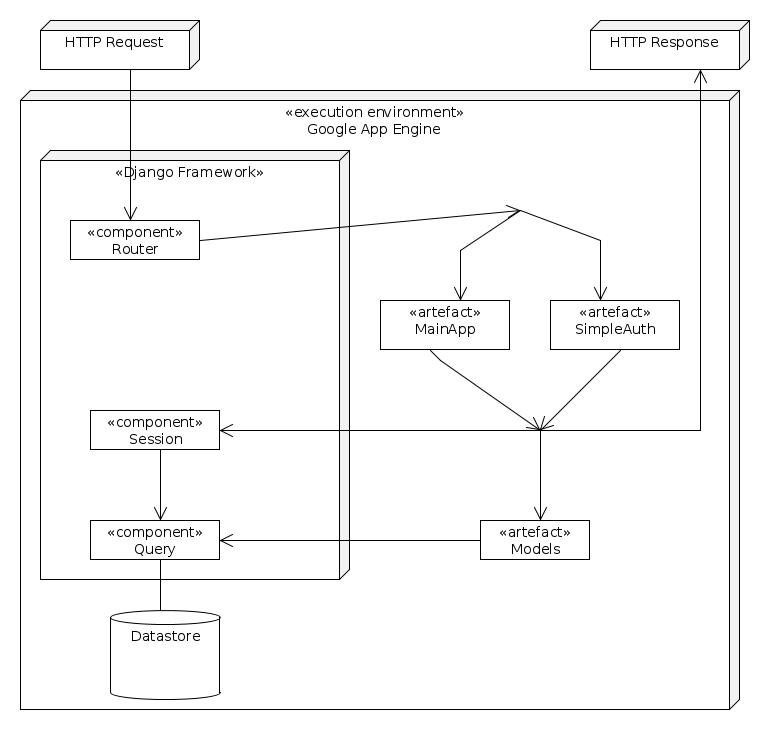 HTTP Request
HTTP Response
«execution environment»
Google App Engine
«Django Framework»
«component»
Router
«artefact»
MainApp
«artefact»
SimpleAuth
«component»
Session
«component»
Query
«artefact»
Models
Datastore